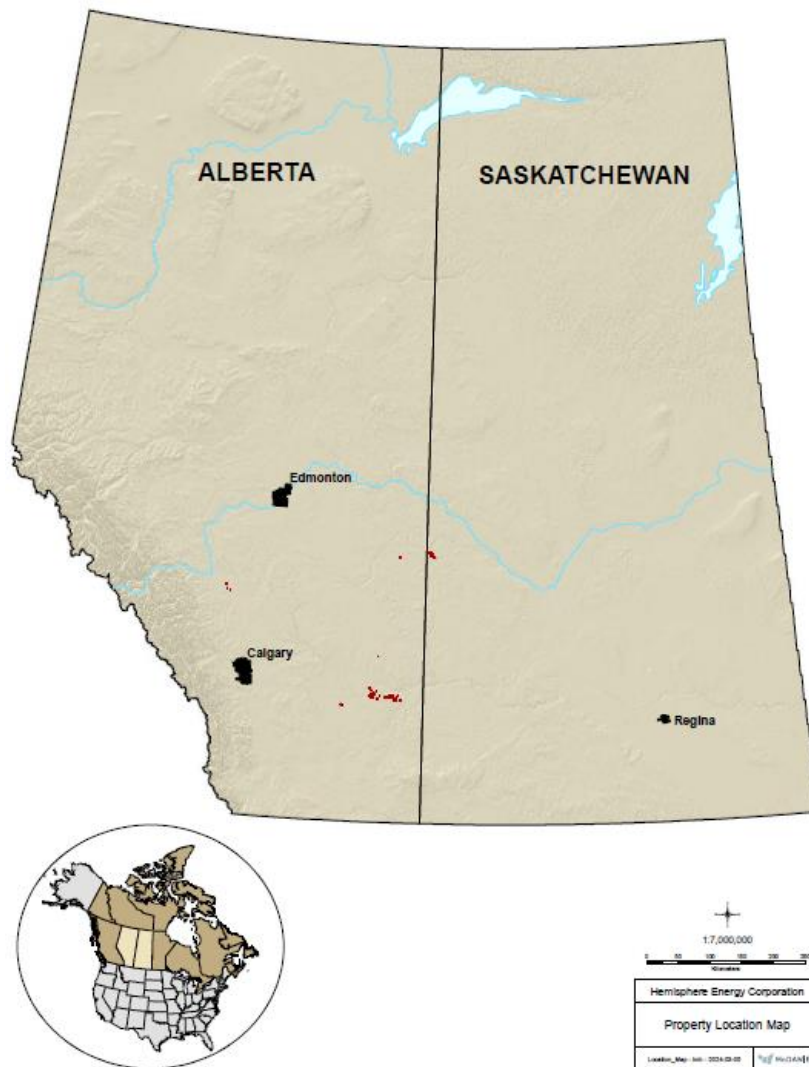 ALBERTA
SASKATCHEWAN
Edmonton
Calgary
Regina
1:7,000,000
0 50 100 150 200
Kilometers
Hemisphere Energy Corporation
Property Location Map